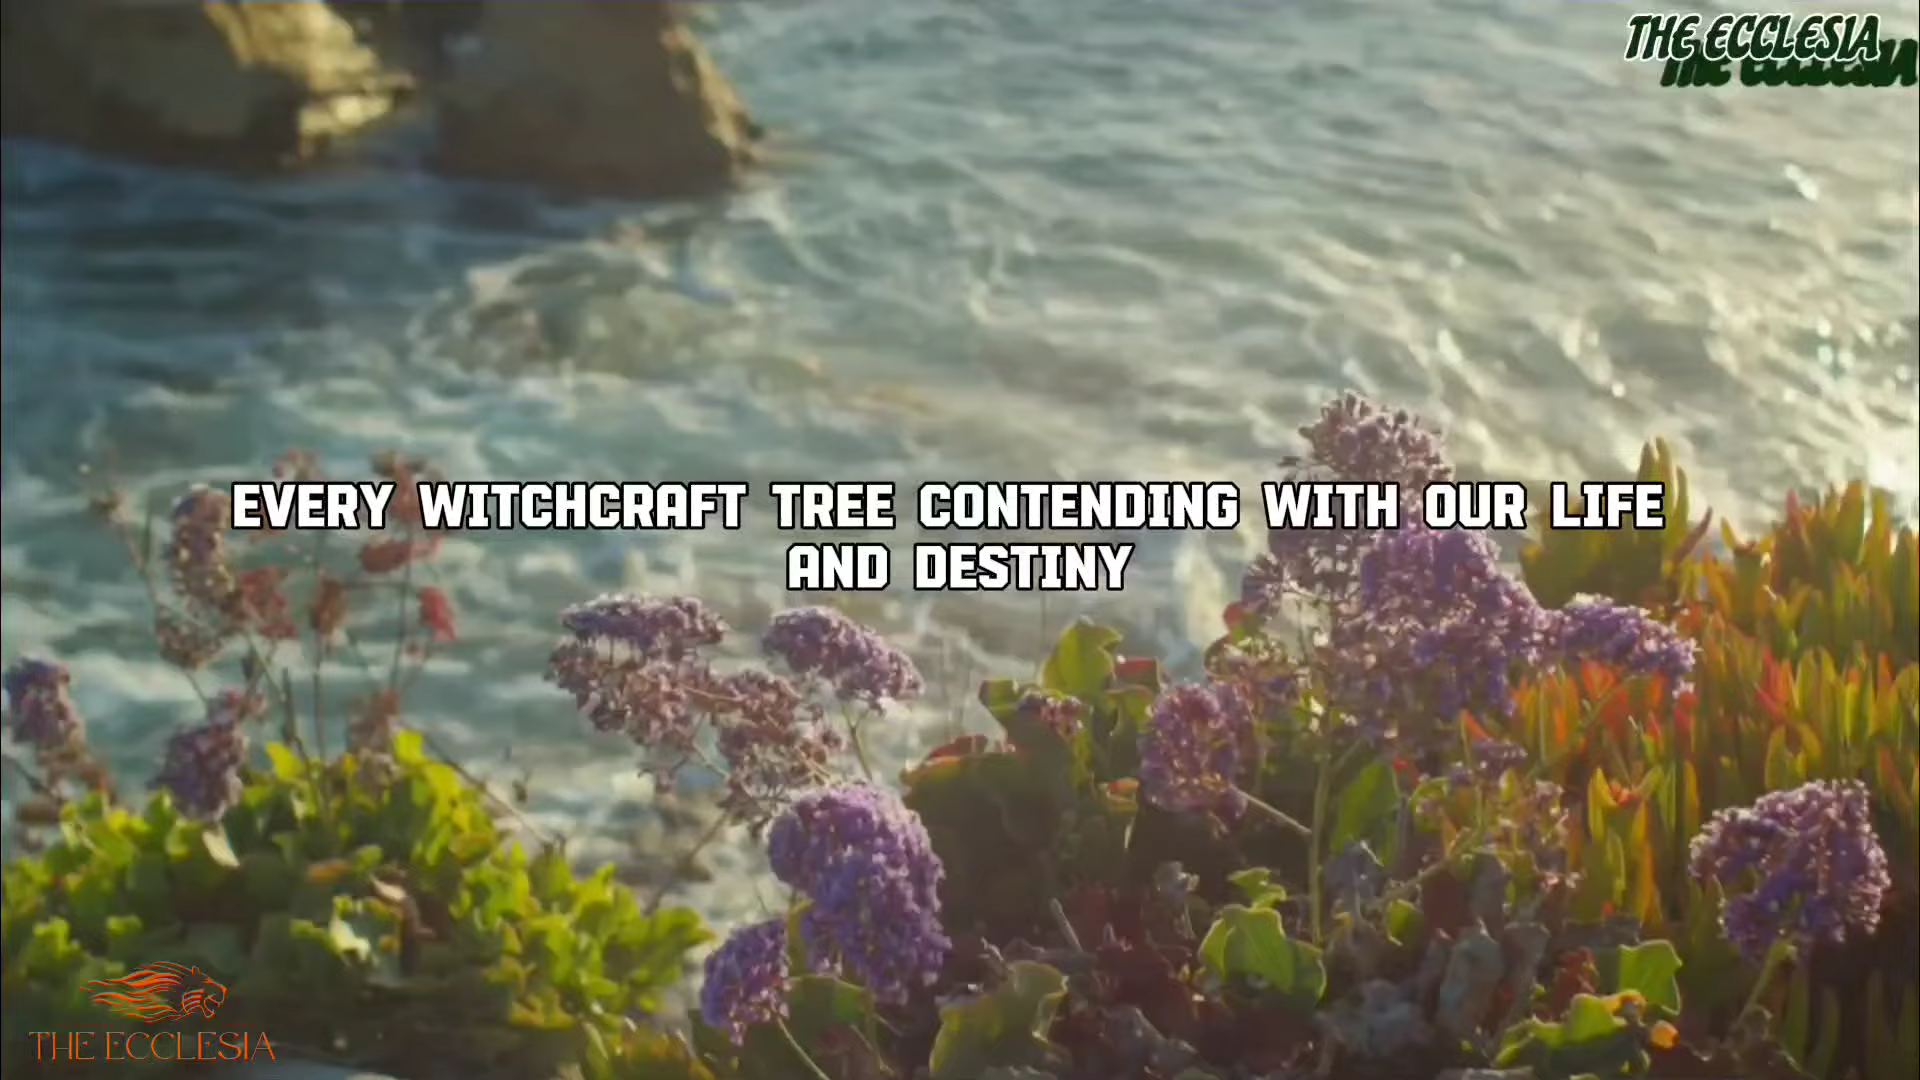 THE ECCLESIA
EVERY WITCHCRAFT TREE CONTENDING WITH OUR LIFE
AND DESTINY
THE ECCLESIA